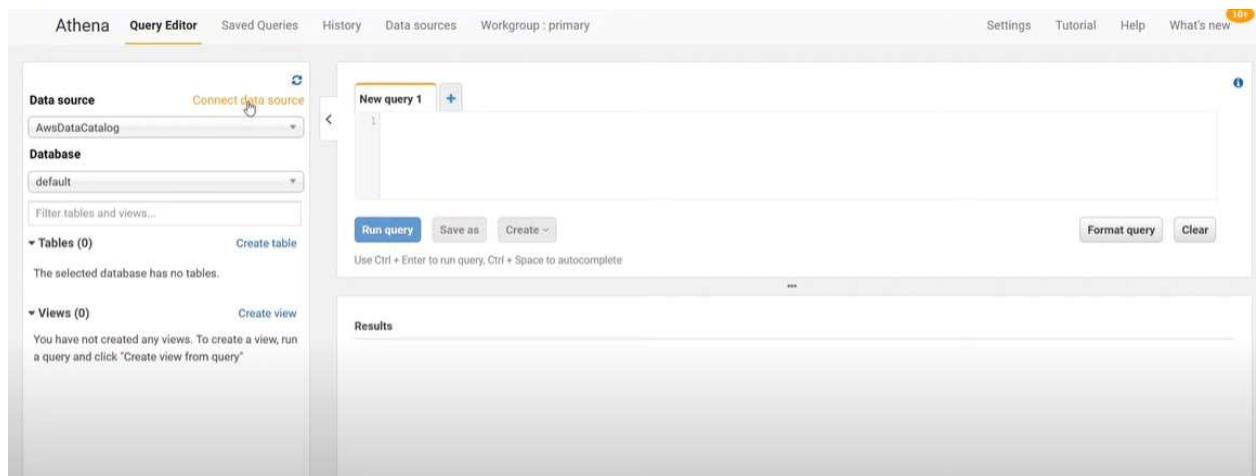 Athena Query Editor Saved Queries History Data sources Workgroup : primary Settings Tutorial Help What's new 10+
Data source Connect data source
AwsDataCatalog
Database
default
Filter tables and views...
Tables (0) Create table
The selected database has no tables.
Views (0) Create view
You have not created any views. To create a view, run
a query and click "Create view from query"
New query 1 +
1
Run query Save as Create Format query Clear
Use Ctrl + Enter to run query, Ctrl + Space to autocomplete
Results